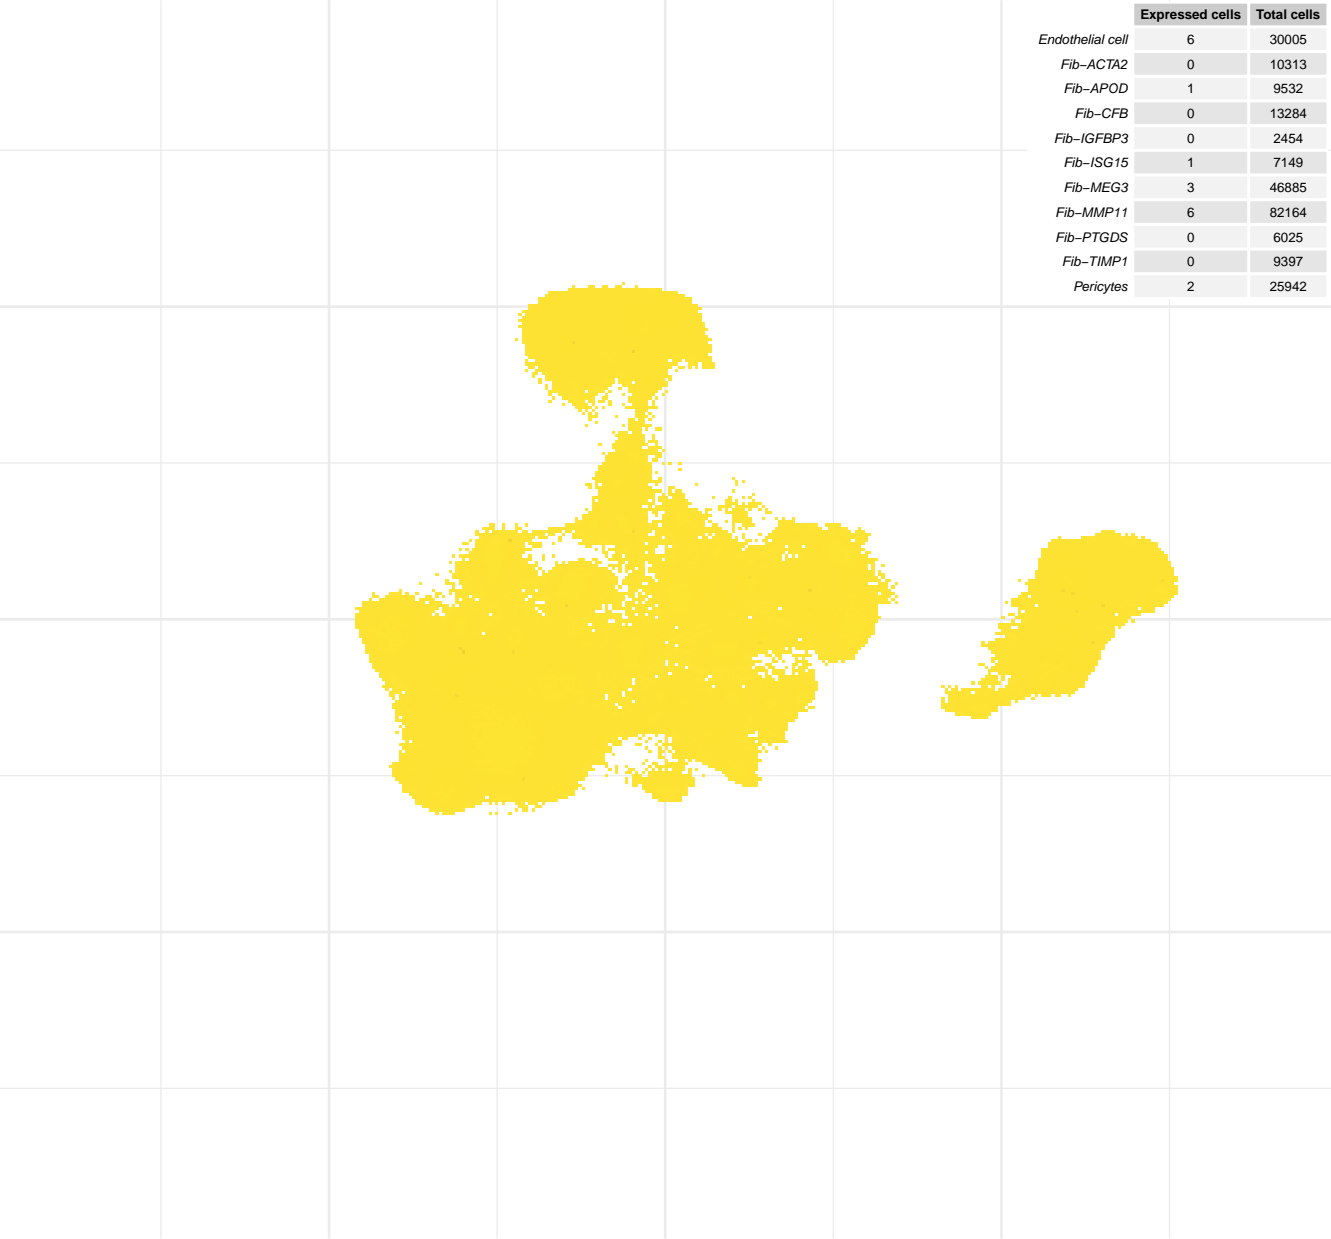 Expressed cells Total cells
Endothelial cell 6 30005
Fib−ACTA2 0 10313
Fib−APOD 1 9532
Fib−CFB 0 13284
Fib−IGFBP3 0 2454
Fib−ISG15 1 7149
Fib−MEG3 3 46885
Fib−MMP11 6 82164
Fib−PTGDS 0 6025
Fib−TIMP1 0 9397
Pericytes 2 25942